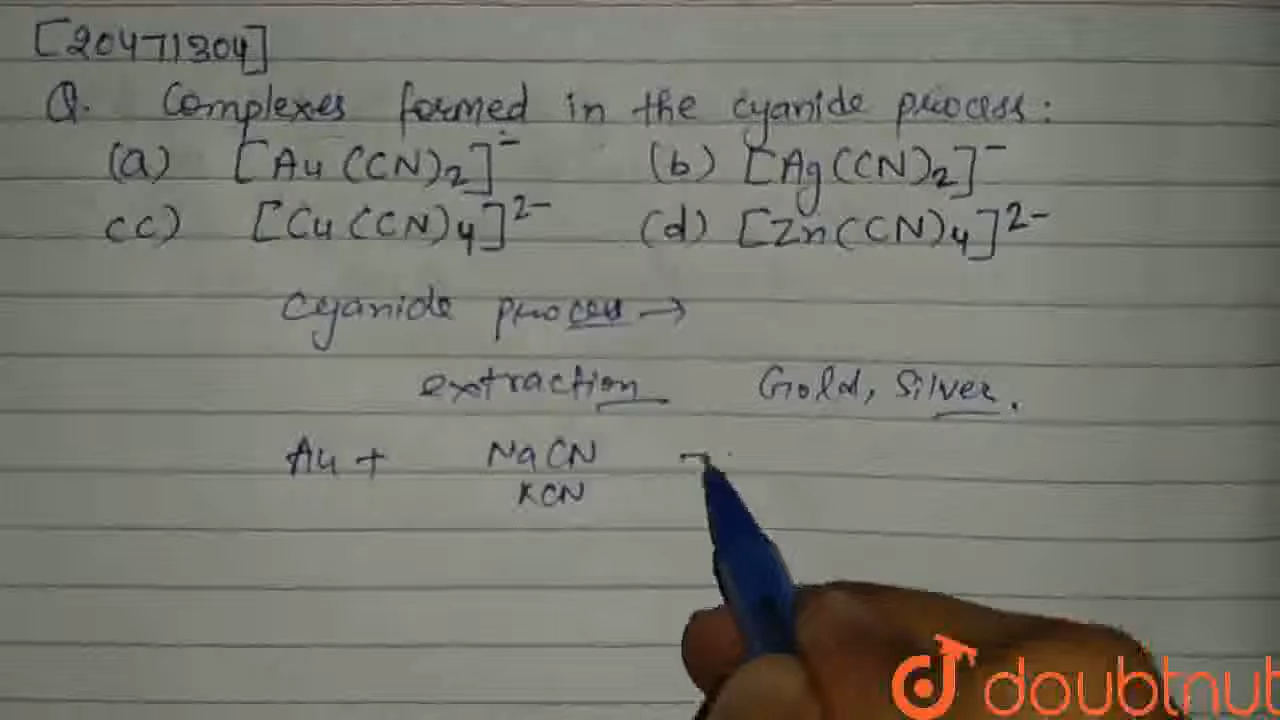 [20471304]
Q. Complexes formed in the cyanide process:
(a) [Au(CN)2]- (b) [Ag(CN)2]-
(c) [Cu(CN)4]2- (d) [Zn(CN)4]2-
Cyanide process →
extraction Gold, Silver.
Au + NaCN
KCN
doubtnut